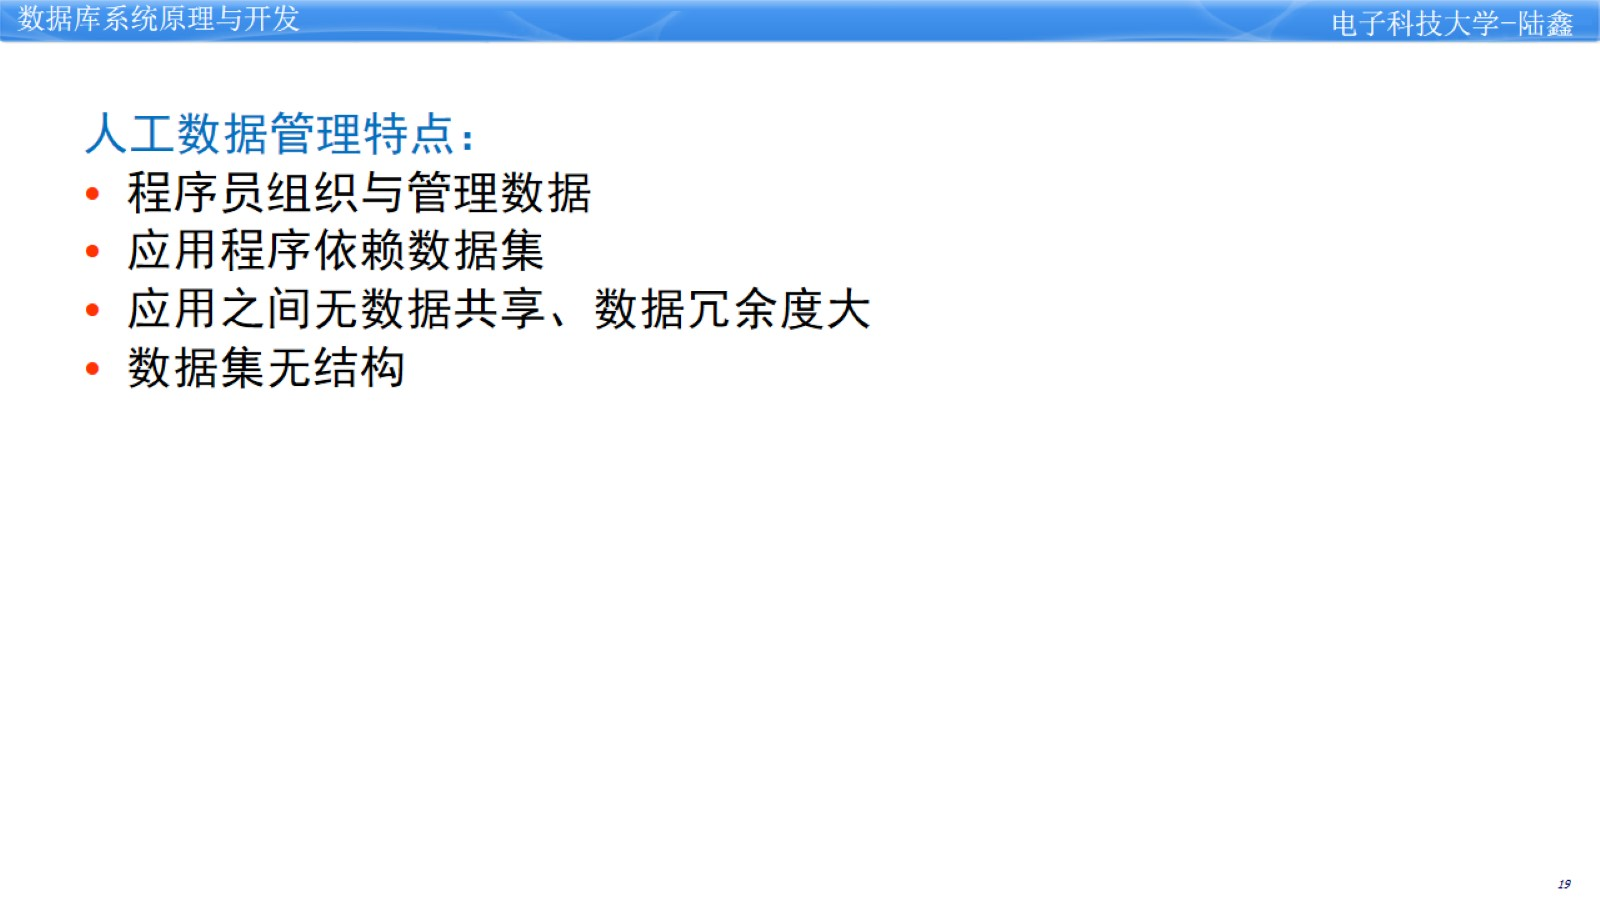 数据库系统原理与开发
电子科技大学-陆鑫
人工数据管理特点：
• 程序员组织与管理数据
• 应用程序依赖数据集
• 应用之间无数据共享、数据冗余度大
• 数据集无结构
19